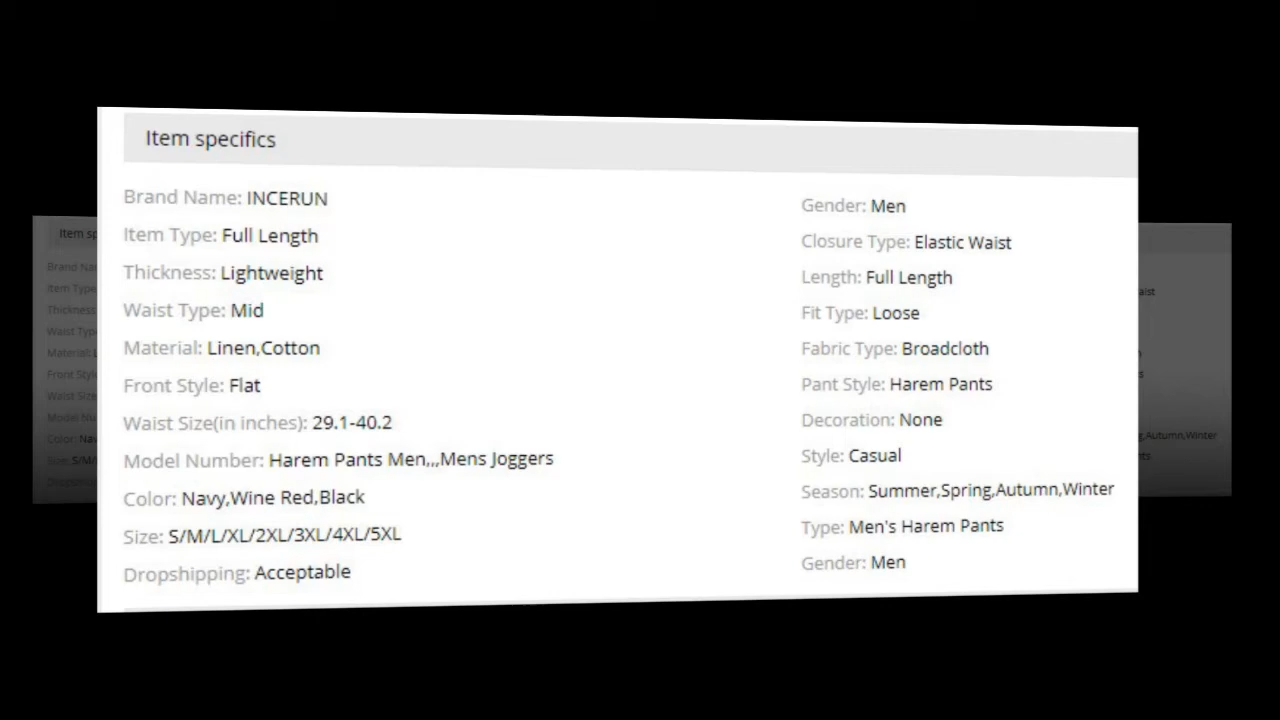 Item specifics
Brand Name: INCERUN
Item Type: Full Length
Thickness: Lightweight
Waist Type: Mid
Material: Linen,Cotton
Front Style: Flat
Waist Size(in inches): 29.1-40.2
Model Number: Harem Pants Men,,,Mens Joggers
Color: Navy,Wine Red,Black
Size: S/M/L/XL/2XL/3XL/4XL/5XL
Dropshipping: Acceptable
Gender: Men
Closure Type: Elastic Waist
Length: Full Length
Fit Type: Loose
Fabric Type: Broadcloth
Pant Style: Harem Pants
Decoration: None
Style: Casual
Season: Summer,Spring,Autumn,Winter
Type: Men's Harem Pants
Gender: Men